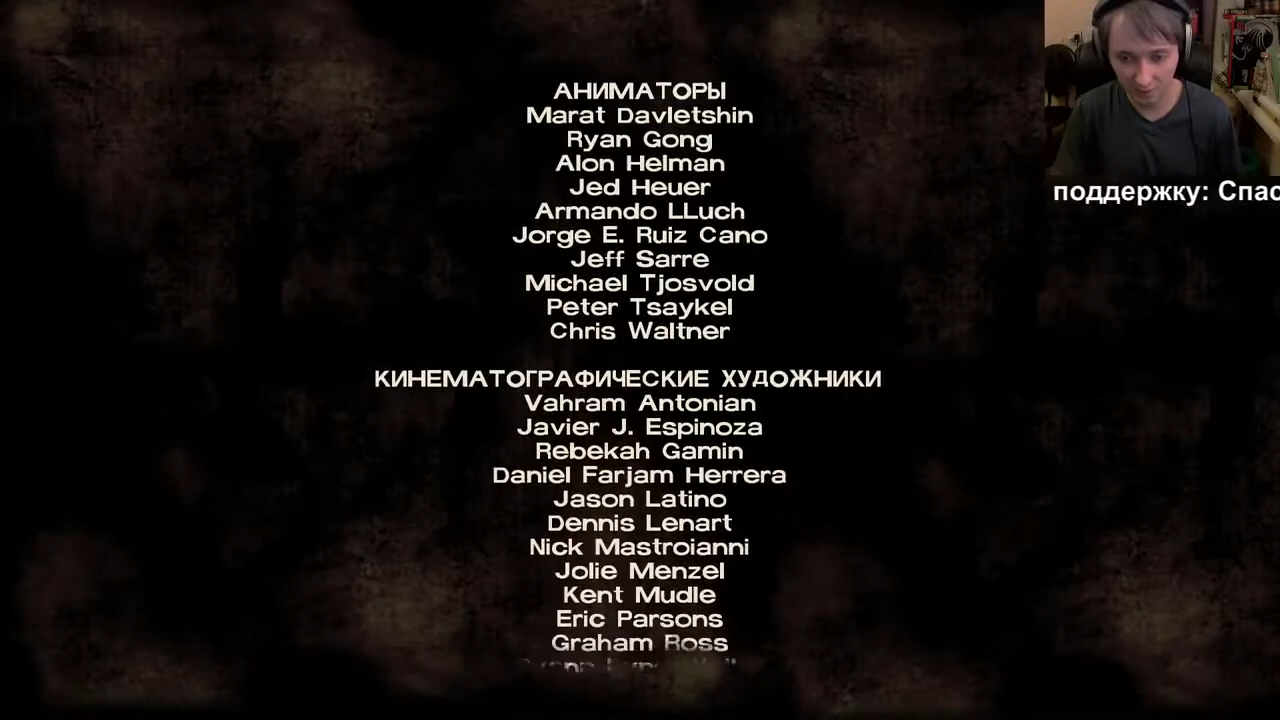 АНИМАТОРЫ
Marat Davletshin
Ryan Gong
Alon Helman
Jed Heuer
Armando LLuch
Jorge E. Ruiz Cano
Jeff Sarre
Michael Tjosvold
Peter Tsaykel
Chris Waltner
КИНЕМАТОГРАФИЧЕСКИЕ ХУДОЖНИКИ
Vahram Antonian
Javier J. Espinoza
Rebekah Gamin
Daniel Farjam Herrera
Jason Latino
Dennis Lenart
Nick Mastroianni
Jolie Menzel
Kent Mudle
Eric Parsons
Graham Ross
поддержку: